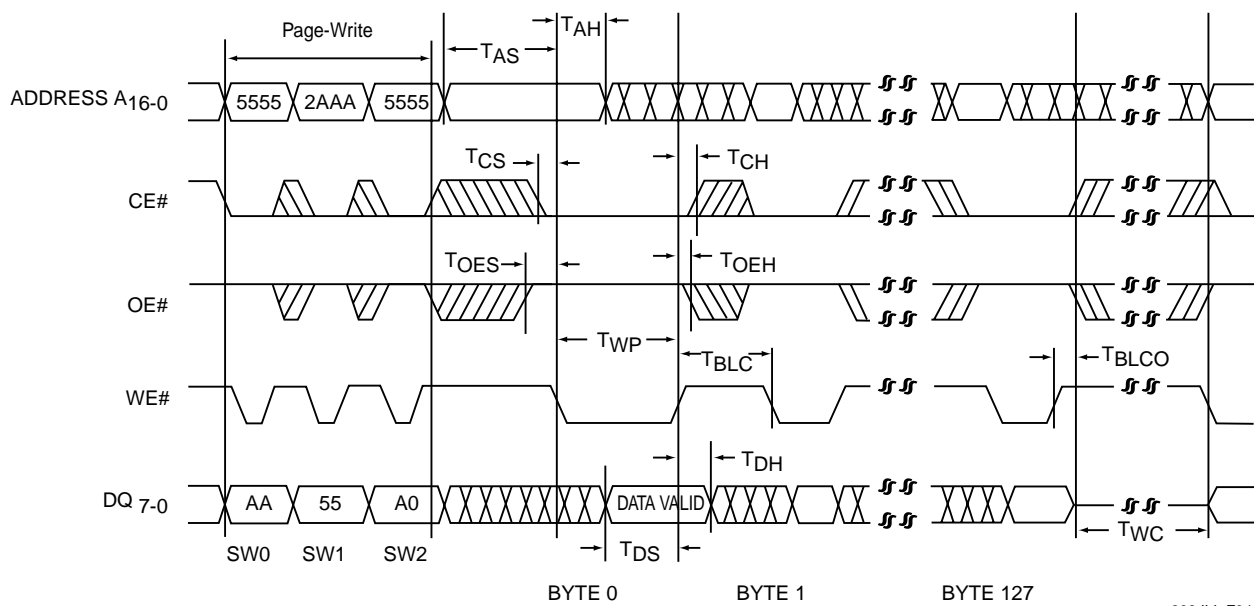 Page-Write
TAH
TAS
ADDRESS A16-0
5555
2AAA
5555
TCS
TCH
CE#
TOES
TOEH
OE#
TWP
TBLC
TBLCO
WE#
TDH
DQ 7-0
AA
55
A0
DATA VALID
TWC
SW0
SW1
SW2
TDS
BYTE 0
BYTE 1
BYTE 127